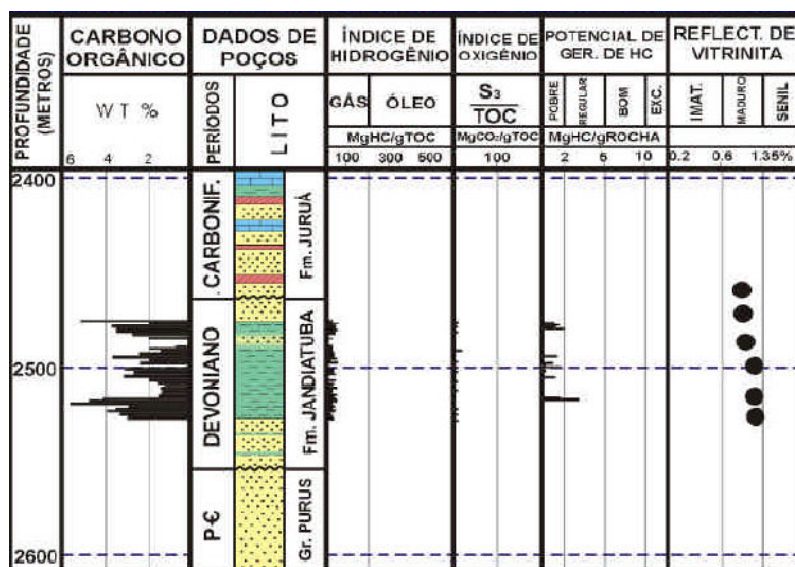 PROFUNDIDADE
(METROS)
CARBONO
ORGÂNICO
WT %
6 4 2
DADOS DE
POÇOS
PERÍODOS
LITO
ÍNDICE DE
HIDROGÊNIO
GÁS
ÓLEO
MgHC/gTOC
100 300 500
ÍNDICE DE
OXIGÊNIO
S3
TOC
MgCO2/gTOC
100
POTENCIAL DE
GER. DE HC
POBRE
REGULAR
BOM
EXC.
MgHC/gROCHA
2 6 10
REFLECT. DE
VITRINITA
IMAT.
MADURO
SENIL
0.2 0.6 1.35%
2400
CARBONIF.
Fm. JURUÁ
2500
DEVONIANO
Fm. JANDIATUBA
P-Є
Gr. PURUS
2600